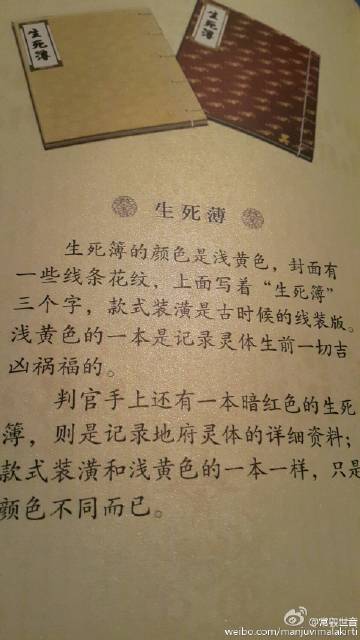 生死簿
生死簿
生死薄
生死簿的颜色是浅黄色，封面有
一些线条花纹，上面写着“生死簿”
三个字，款式装潢是古时候的线装版。
浅黄色的一本是记录灵体生前一切吉
凶祸福的。
判官手上还有一本暗红色的生死
簿，则是记录地府灵体的详细资料；
款式装潢和浅黄色的一本一样，只是
颜色不同而已。
@常寂世音
weibo.com/manjuvimalakirti